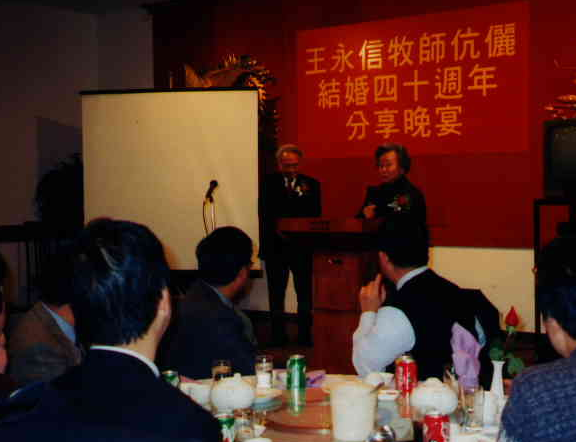 王永信牧師伉儷
結婚四十週年
分享晚宴